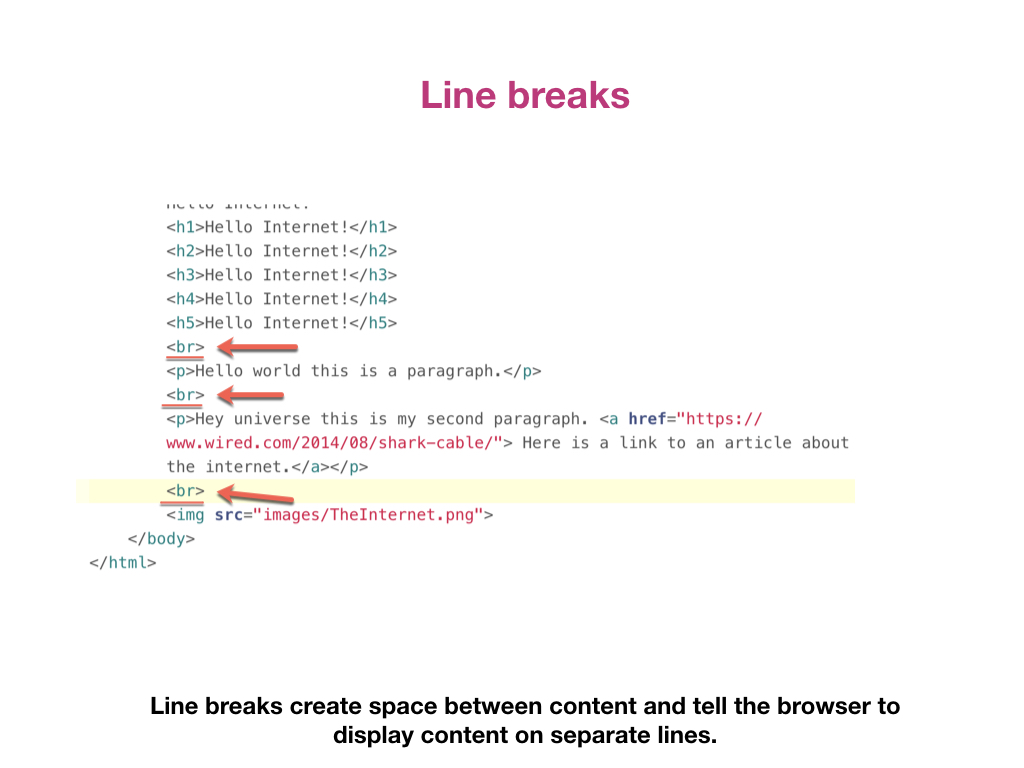 Line breaks
Hello Internet!
<h1>Hello Internet!</h1>
<h2>Hello Internet!</h2>
<h3>Hello Internet!</h3>
<h4>Hello Internet!</h4>
<h5>Hello Internet!</h5>
<br>
<p>Hello world this is a paragraph.</p>
<br>
<p>Hey universe this is my second paragraph. <a href="https://
www.wired.com/2014/08/shark-cable/"> Here is a link to an article about
the internet.</a></p>
<br>
<img src="images/TheInternet.png">
</body>
</html>
Line breaks create space between content and tell the browser to
display content on separate lines.